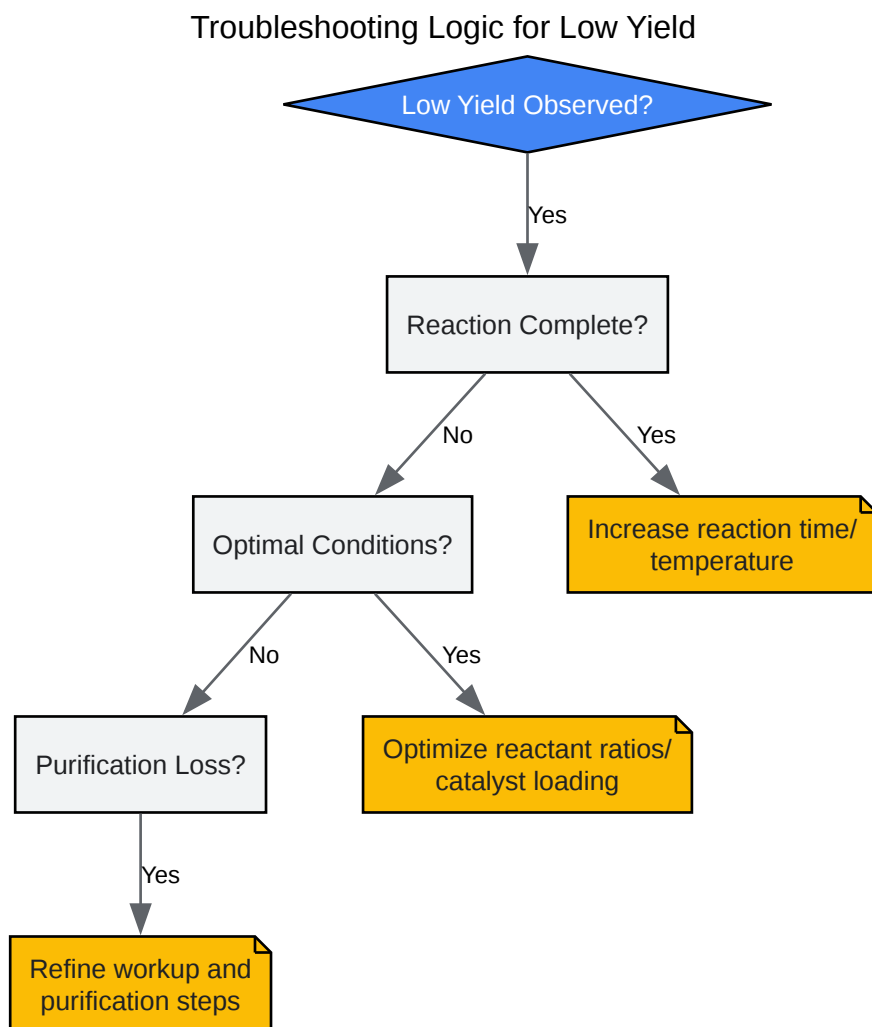 Troubleshooting Logic for Low Yield
Low Yield Observed?
Yes
Reaction Complete?
No
Yes
Optimal Conditions?
Increase reaction time/
temperature
No
Yes
Purification Loss?
Optimize reactant ratios/
catalyst loading
Yes
Refine workup and
purification steps